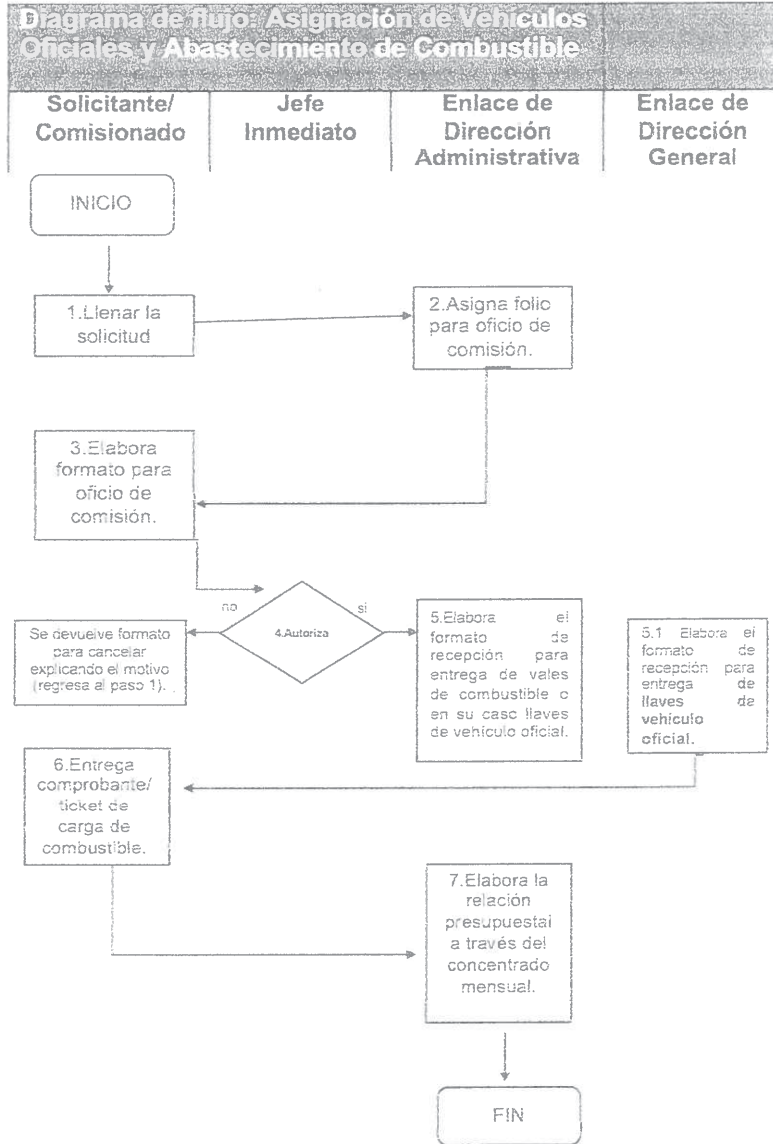 Diagrama de flujo: Asignación de Vehículos
Oficiales y Abastecimiento de Combustible
Solicitante/
Comisionado
Jefe
Inmediato
Enlace de
Dirección
Administrativa
Enlace de
Dirección
General
INICIO
1.Llenar la
solicitud
2.Asigna folio
para oficio de
comisión.
3.Elabora
formato para
oficio de
comisión.
no
4.Autoriza
si
Se devuelve formato
para cancelar
explicando el motivo
(regresa al paso 1).
5.Elabora el
formato de
recepción para
entrega de vales
de combustible o
en su caso llaves
de vehículo oficial.
5.1 Elabora el
formato de
recepción para
entrega de
llaves de
vehículo
oficial.
6.Entrega
comprobante/
ticket de
carga de
combustible.
7.Elabora la
relación
presupuestal
a través del
concentrado
mensual.
FIN